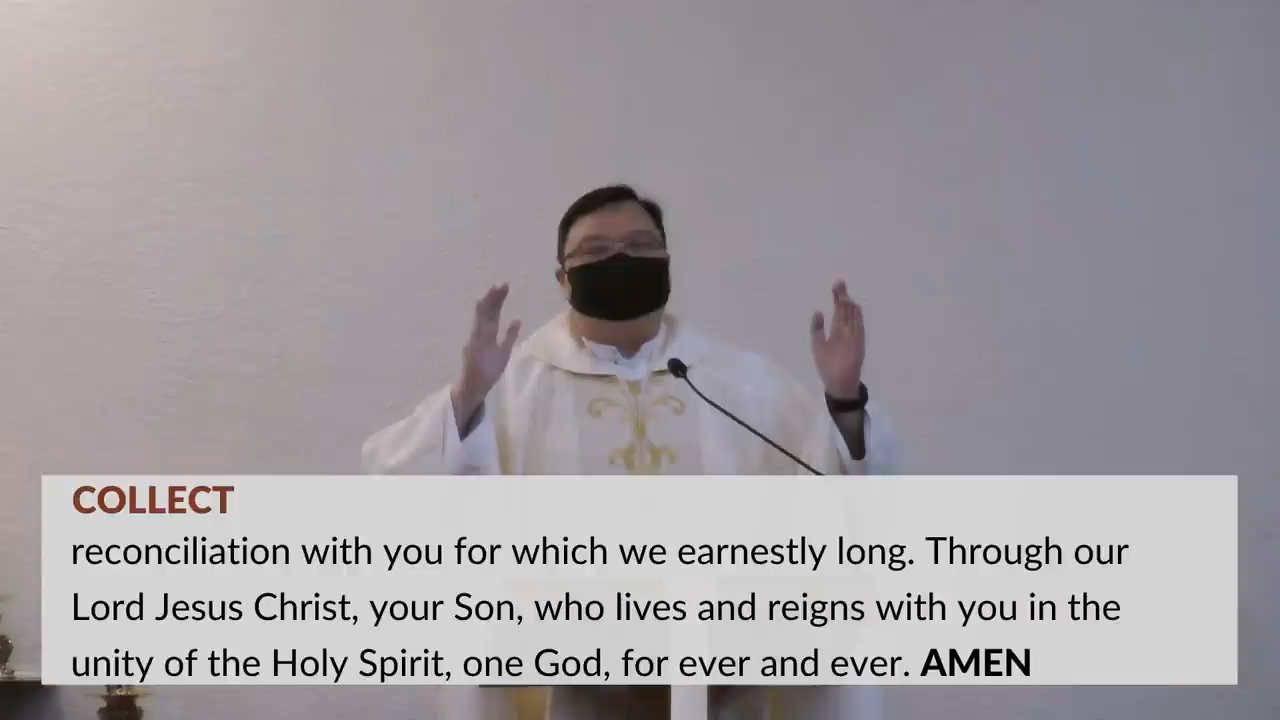 COLLECT
reconciliation with you for which we earnestly long. Through our
Lord Jesus Christ, your Son, who lives and reigns with you in the
unity of the Holy Spirit, one God, for ever and ever. AMEN